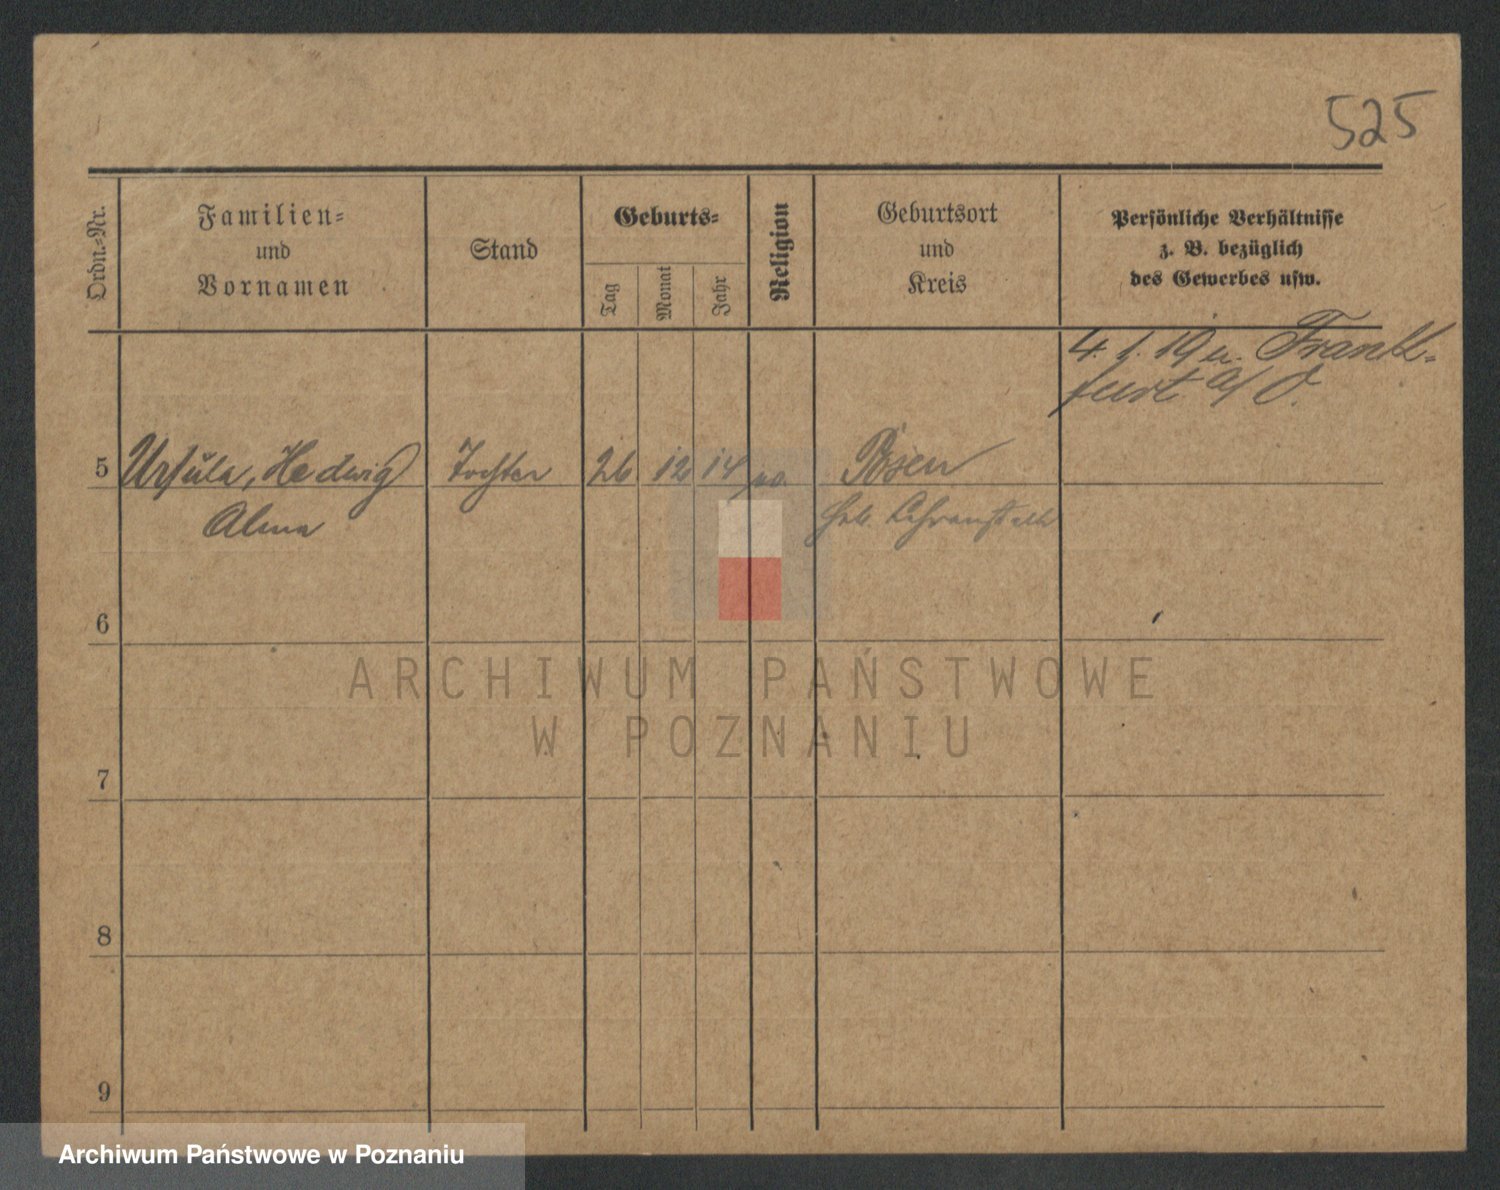 525
Ordn.-Nr.
Familien-
und
Vornamen
Stand
Geburts-
Tag
Monat
Jahr
Religion
Geburtsort
und
Kreis
Persönliche Verhältnisse
z. B. bezüglich
des Gewerbes usw.
4. 1. 19 n. Frank-
furt a/O.
5 Ursula, Hedwig Tochter 26 12 14 Posen
Alma
6
ARCHIWUM PAŃSTWOWE
W POZNANIU
7
8
9
Archiwum Państwowe w Poznaniu